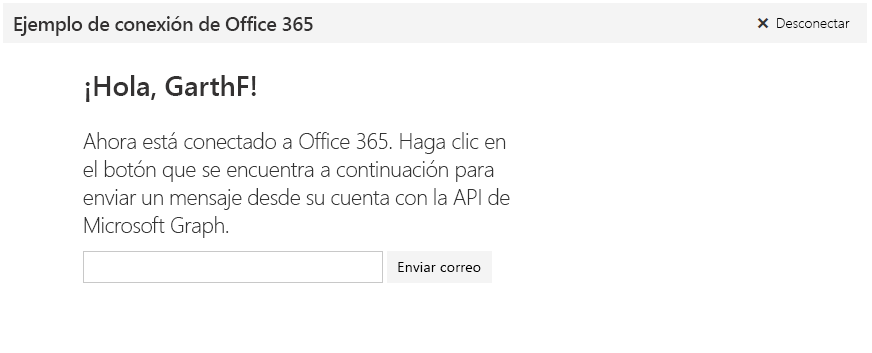 Ejemplo de conexión de Office 365
✕ Desconectar
¡Hola, GarthF!
Ahora está conectado a Office 365. Haga clic en
el botón que se encuentra a continuación para
enviar un mensaje desde su cuenta con la API de
Microsoft Graph.
Enviar correo